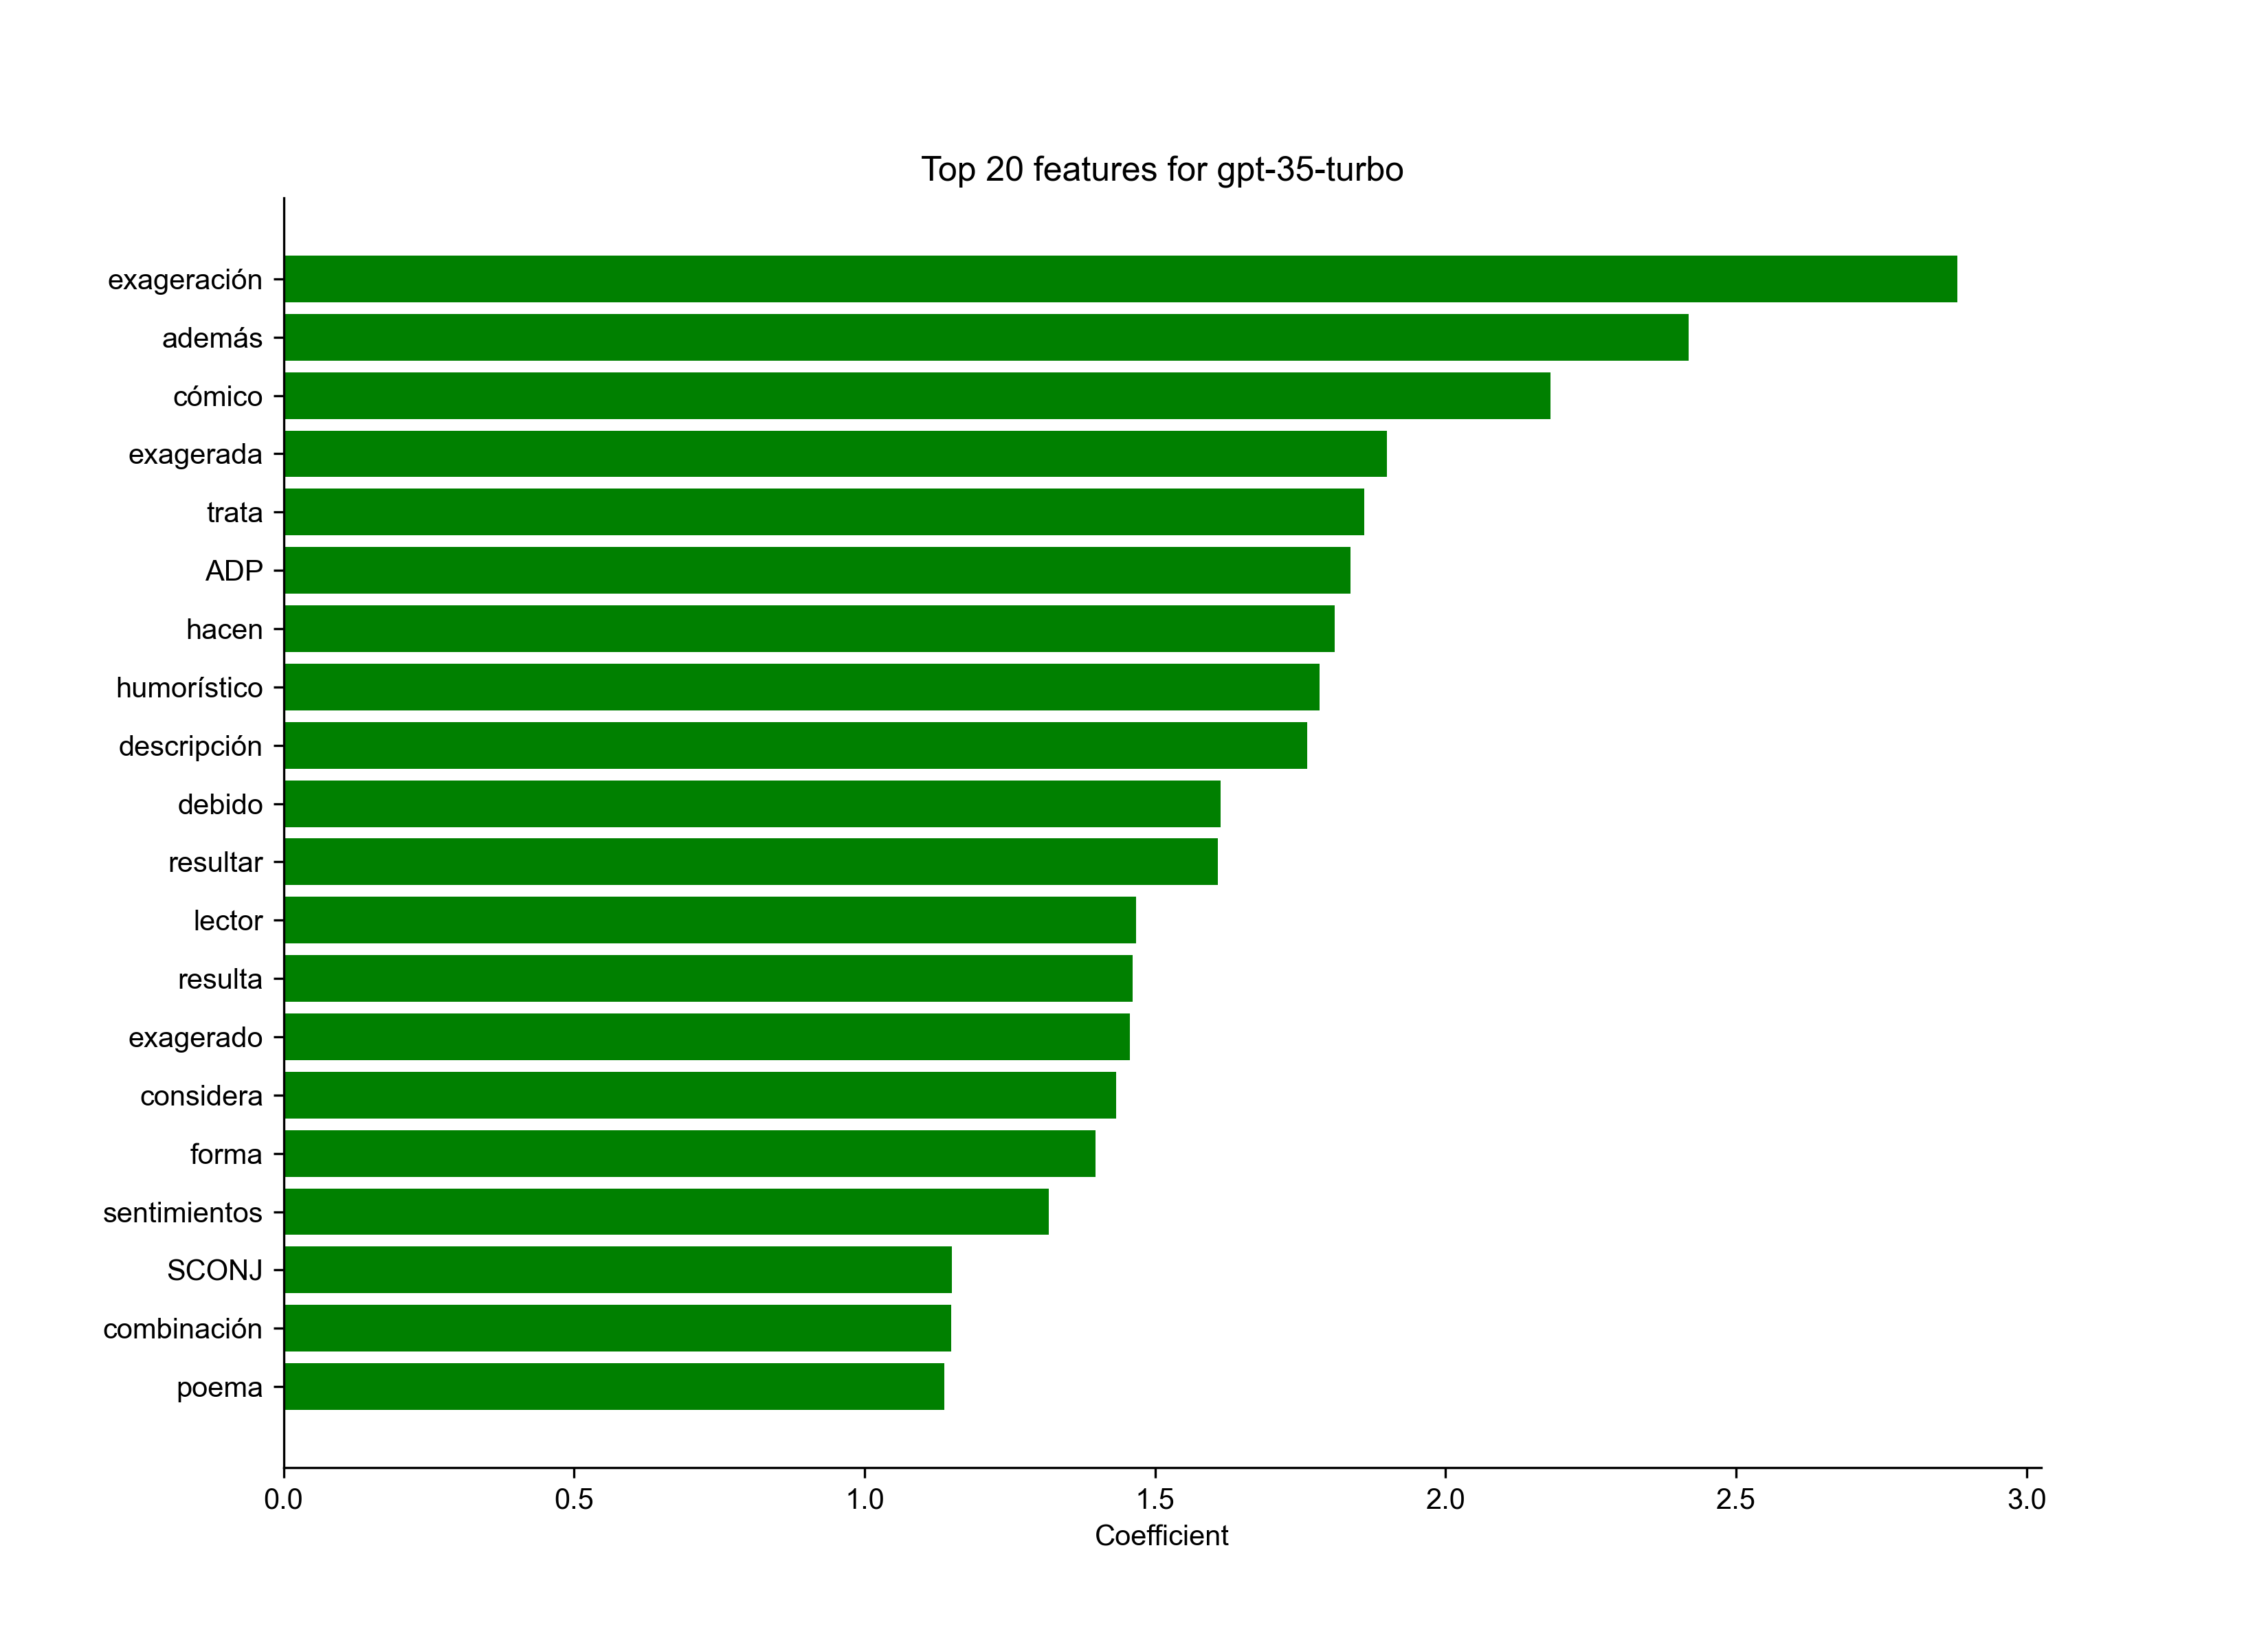 Top 20 features for gpt-35-turbo
exageración
además
cómico
exagerada
trata
ADP
hacen
humorístico
descripción
debido
resultar
lector
resulta
exagerado
considera
forma
sentimientos
SCONJ
combinación
poema
0.0 0.5 1.0 1.5 2.0 2.5 3.0
Coefficient